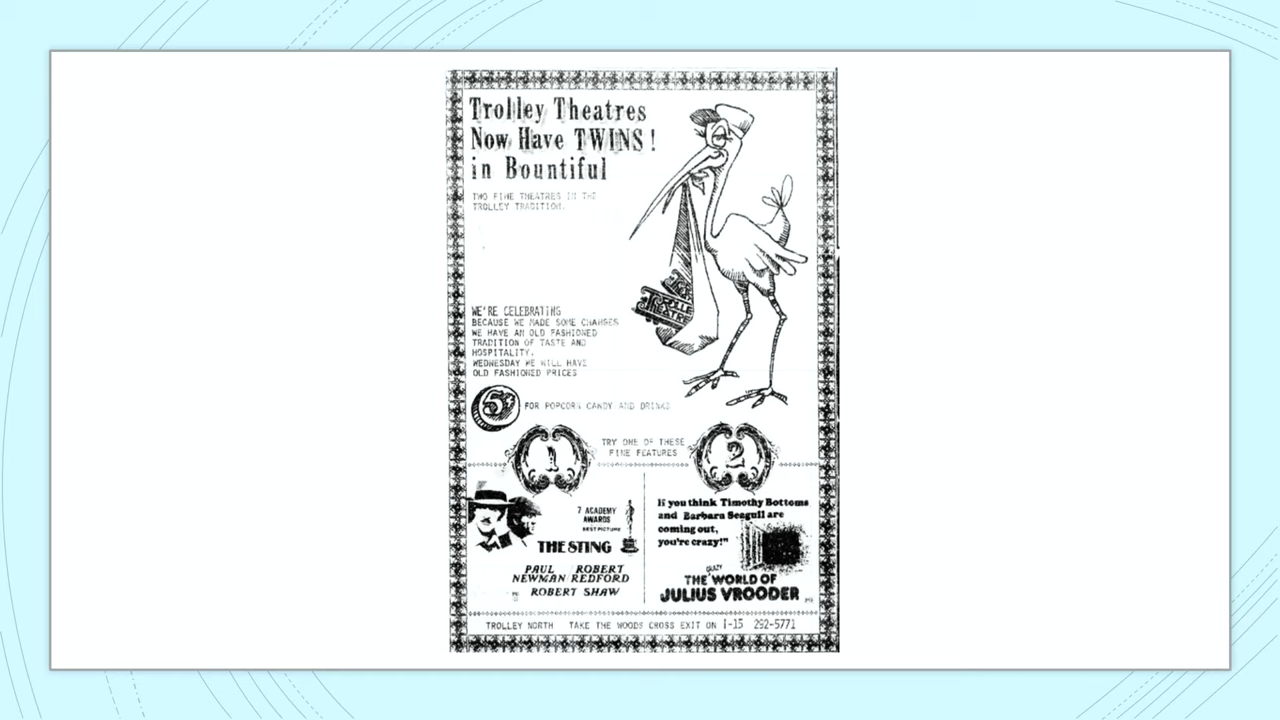 Trolley Theatres
Now Have TWINS!
in Bountiful
TWO FINE THEATRES IN THE
TROLLEY TRADITION.
TROLLEY
THEATRE
WE'RE CELEBRATING
BECAUSE WE MADE SOME CHANGES
WE HAVE AN OLD FASHIONED
TRADITION OF TASTE AND
HOSPITALITY.
WEDNESDAY WE WILL HAVE
OLD FASHIONED PRICES
5¢ FOR POPCORN CANDY AND DRINKS
1
TRY ONE OF THESE
FINE FEATURES
2
7 ACADEMY
AWARDS
BEST PICTURE
THE STING
PAUL NEWMAN
ROBERT REDFORD
ROBERT SHAW
If you think Timothy Bottoms
and Barbara Seagull are
coming out,
you're crazy!"
CRAZY
THE WORLD OF
JULIUS VROODER
TROLLEY NORTH TAKE THE WOODS CROSS EXIT ON I-15 292-5771